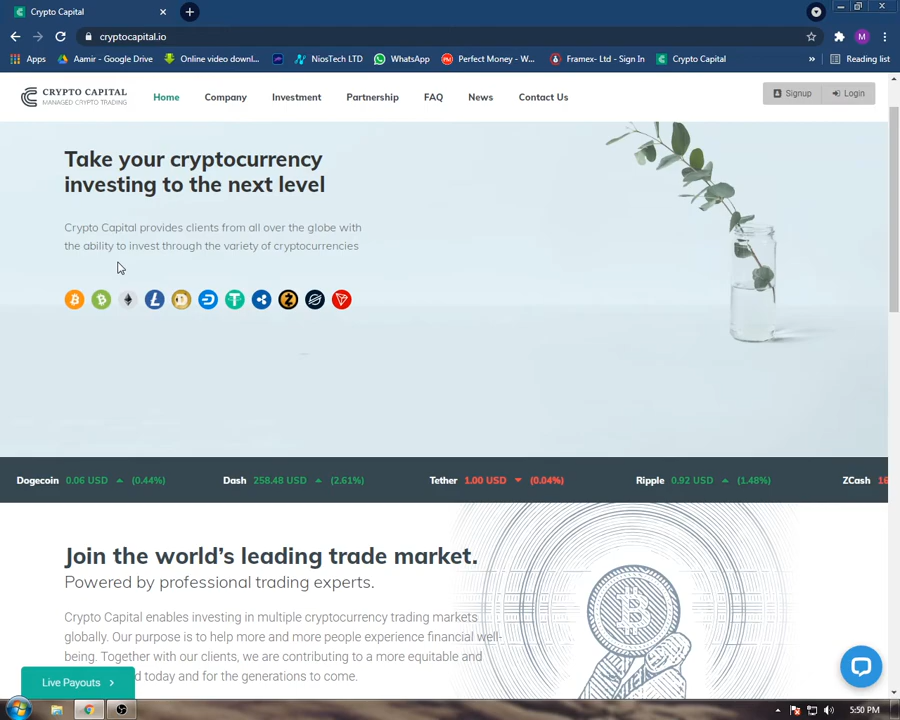 Crypto Capital
cryptocapital.io
Apps
Aamir - Google Drive
Online video downl...
NiosTech LTD
WhatsApp
Perfect Money - W...
Framex- Ltd - Sign In
Crypto Capital
»
Reading list
M
CRYPTO CAPITAL
MANAGED CRYPTO TRADING
Home
Company
Investment
Partnership
FAQ
News
Contact Us
Signup
Login
Take your cryptocurrency
investing to the next level
Crypto Capital provides clients from all over the globe with
the ability to invest through the variety of cryptocurrencies
Dogecoin 0.06 USD (0.44%)
Dash 258.48 USD (2.61%)
Tether 1.00 USD (0.04%)
Ripple 0.92 USD (1.48%)
ZCash 16
Join the world's leading trade market.
Powered by professional trading experts.
Crypto Capital enables investing in multiple cryptocurrency trading markets
globally. Our purpose is to help more and more people experience financial well-
being. Together with our clients, we are contributing to a more equitable and
d today and for the generations to come.
Live Payouts
5:50 PM